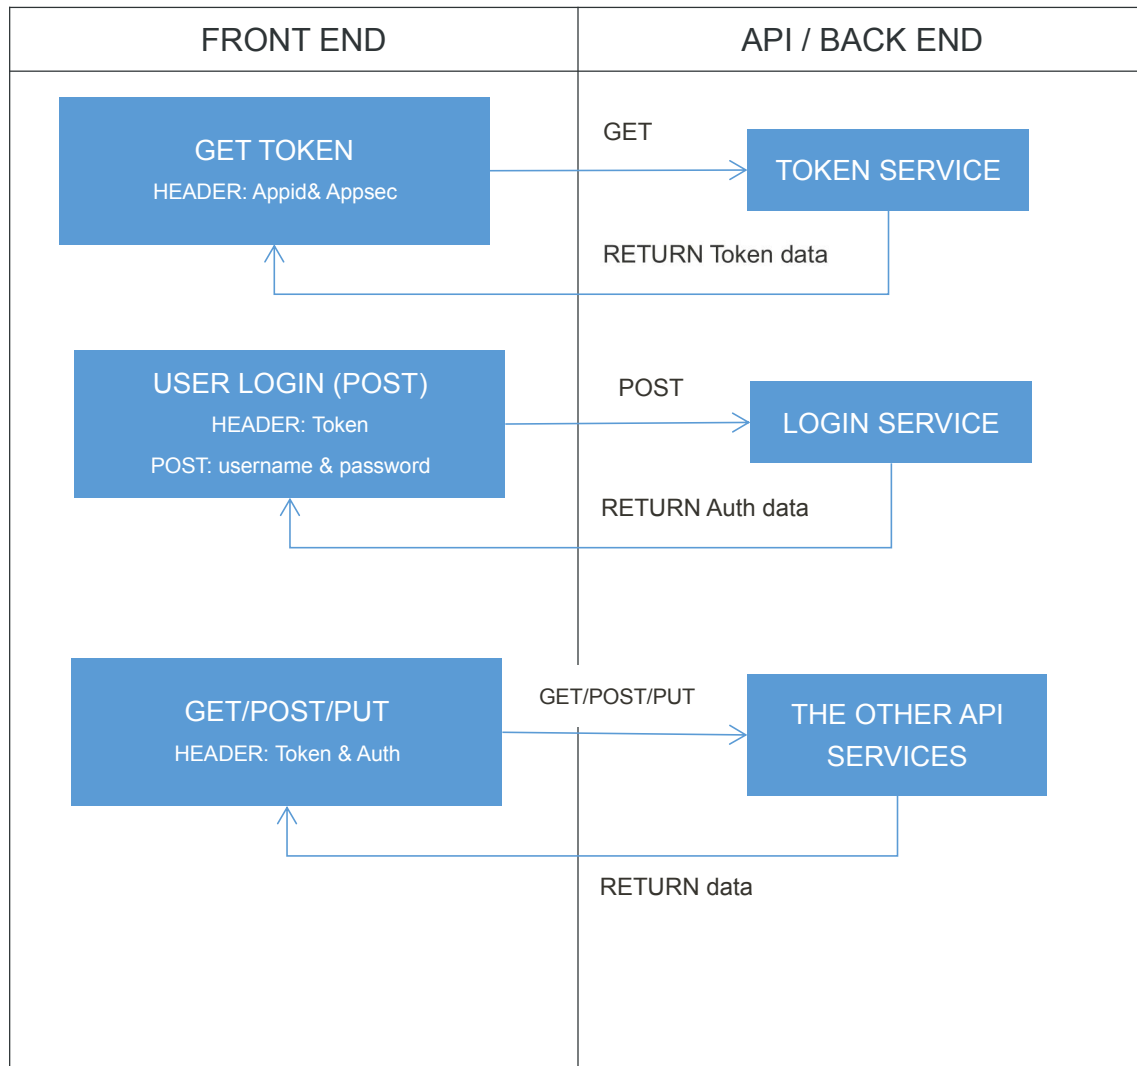 FRONT END
API / BACK END
GET TOKEN
HEADER: Appid& Appsec
GET
TOKEN SERVICE
RETURN Token data
USER LOGIN (POST)
HEADER: Token
POST: username & password
POST
LOGIN SERVICE
RETURN Auth data
GET/POST/PUT
HEADER: Token & Auth
GET/POST/PUT
THE OTHER API
SERVICES
RETURN data